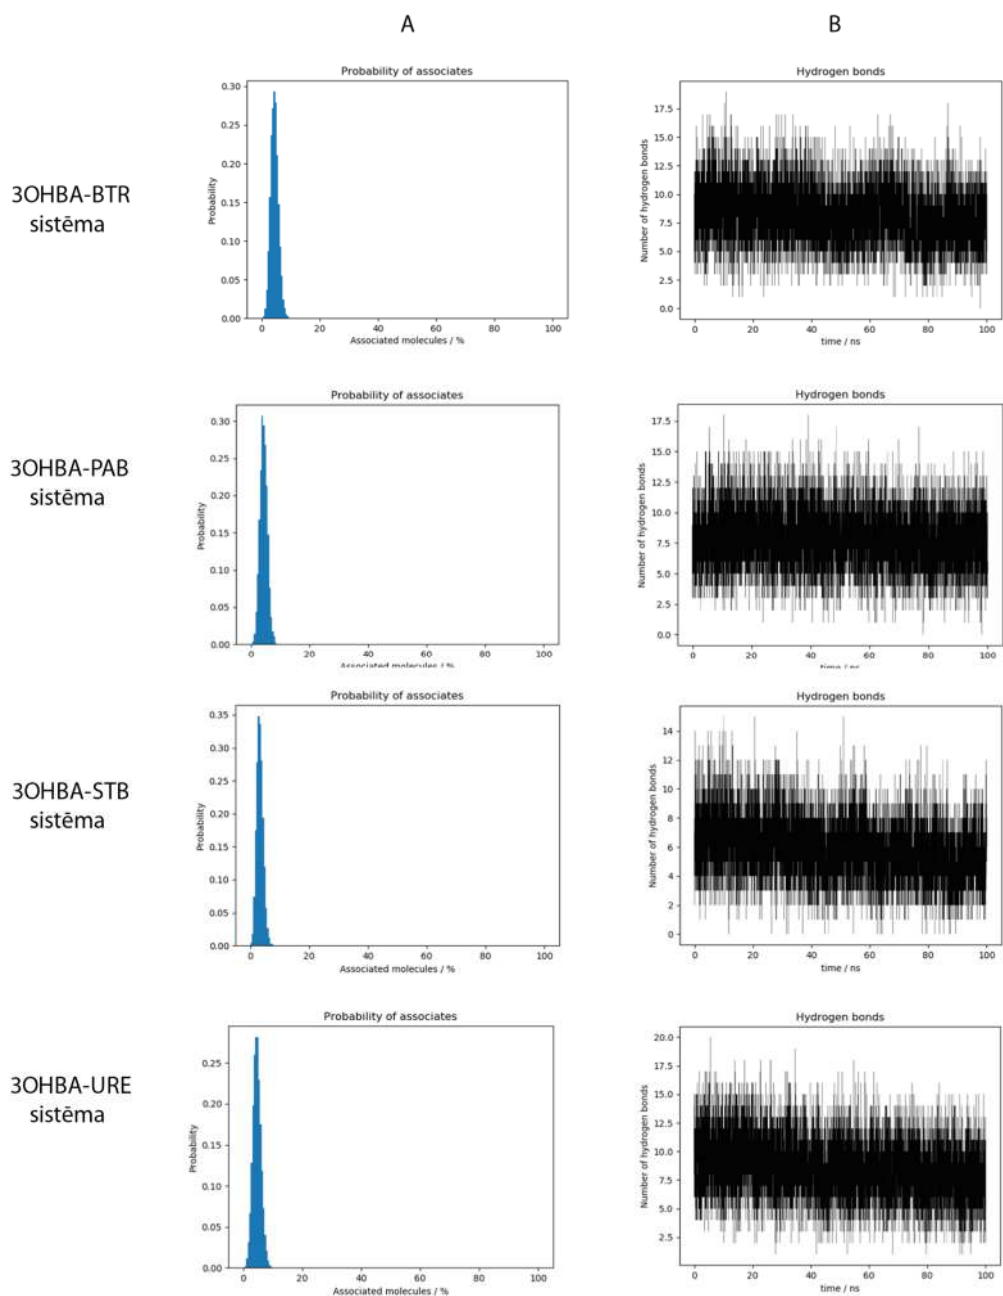 A
B
3OHBA-BTR
sistēma
Probability of associates
Probability
0.30
0.25
0.20
0.15
0.10
0.05
0.00
0 20 40 60 80 100
Associated molecules / %
Hydrogen bonds
Number of hydrogen bonds
17.5
15.0
12.5
10.0
7.5
5.0
2.5
0.0
0 20 40 60 80 100
time / ns
3OHBA-PAB
sistēma
Probability of associates
Probability
0.30
0.25
0.20
0.15
0.10
0.05
0.00
0 20 40 60 80 100
Associated molecules / %
Hydrogen bonds
Number of hydrogen bonds
17.5
15.0
12.5
10.0
7.5
5.0
2.5
0.0
0 20 40 60 80 100
time / ns
3OHBA-STB
sistēma
Probability of associates
Probability
0.35
0.30
0.25
0.20
0.15
0.10
0.05
0.00
0 20 40 60 80 100
Associated molecules / %
Hydrogen bonds
Number of hydrogen bonds
14
12
10
8
6
4
2
0
0 20 40 60 80 100
time / ns
3OHBA-URE
sistēma
Probability of associates
Probability
0.25
0.20
0.15
0.10
0.05
0.00
0 20 40 60 80 100
Associated molecules / %
Hydrogen bonds
Number of hydrogen bonds
20.0
17.5
15.0
12.5
10.0
7.5
5.0
2.5
0 20 40 60 80 100
time / ns